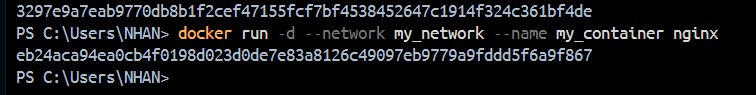 3297e9a7eab9770db8b1f2cef47155fcf7bf4538452647c1914f324c361bf4de
PS C:\Users\NHAN> docker run -d --network my_network --name my_container nginx
eb24aca94ea0cb4f0198d023d0de7e83a8126c49097eb9779a9fddd5f6a9f867
PS C:\Users\NHAN>